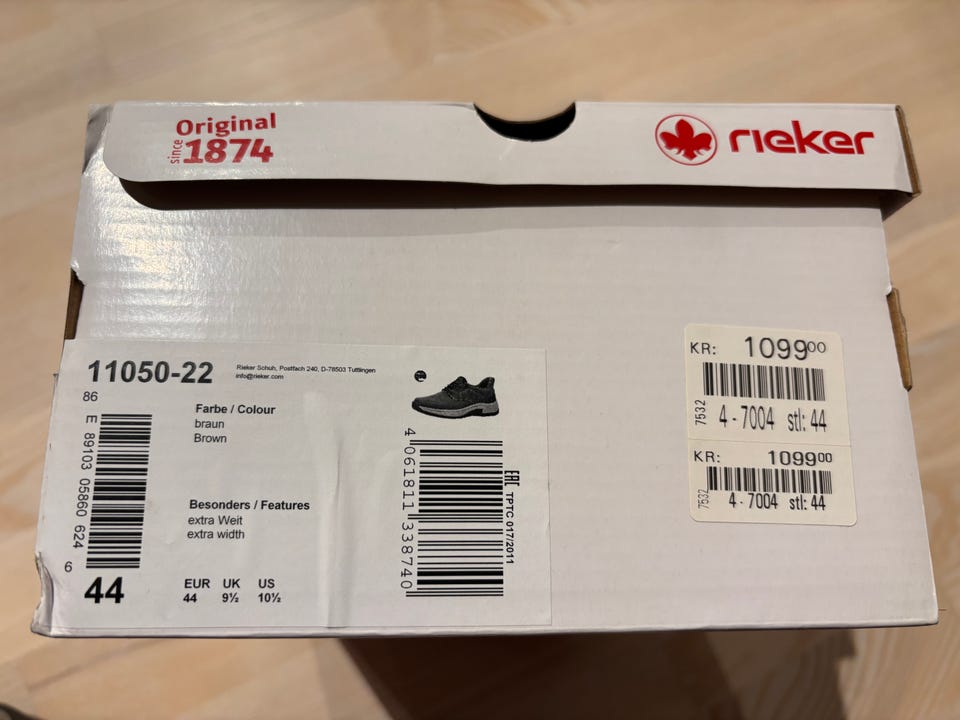 Original
since 1874
rieker
11050-22
Rieker Schuh, Postfach 240, D-78503 Tuttlingen
info@rieker.com
86
E 89103 05860 624
6
Farbe / Colour
braun
Brown
Besonders / Features
extra Weit
extra width
44
EUR UK US
44 9½ 10½
4 061811 338740
EAC TPTC 017/2011
KR: 109900
7532
4 - 7004 stl: 44
KR: 109900
7532
4 - 7004 stl: 44